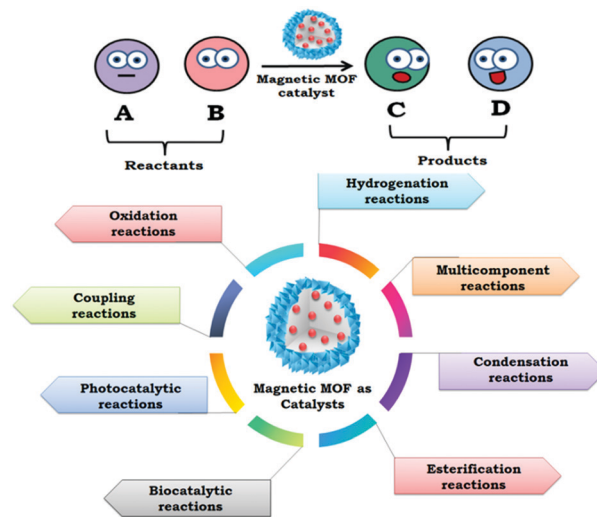 Magnetic MOF
catalyst
A
B
C
D
Reactants
Products
Hydrogenation
reactions
Oxidation
reactions
Multicomponent
reactions
Coupling
reactions
Condensation
reactions
Photocatalytic
reactions
Magnetic MOF as
Catalysts
Esterification
reactions
Biocatalytic
reactions